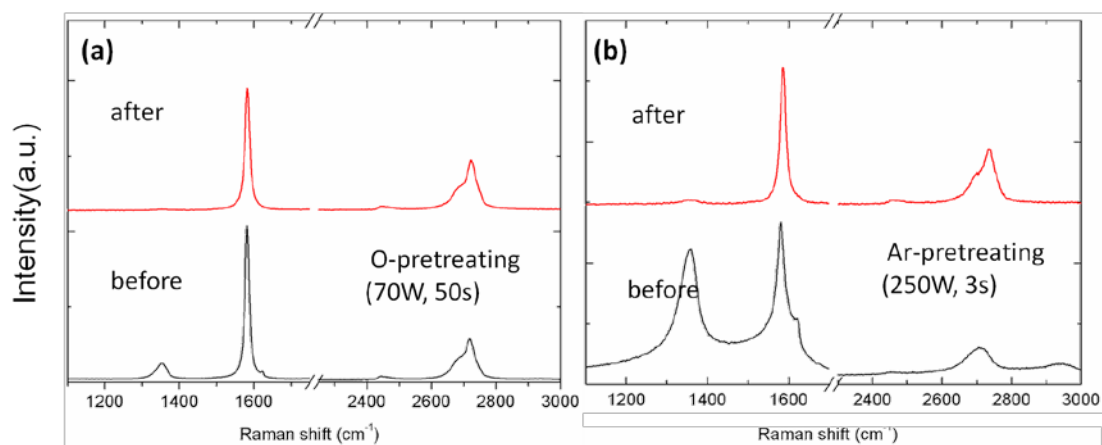 Intensity(a.u.)
(a)
after
before
O-pretreating
(70W, 50s)
1200 1400 1600 2400 2600 2800 3000
Raman shift (cm⁻¹)
(b)
after
before
Ar-pretreating
(250W, 3s)
1200 1400 1600 2400 2600 2800 3000
Raman shift (cm⁻¹)